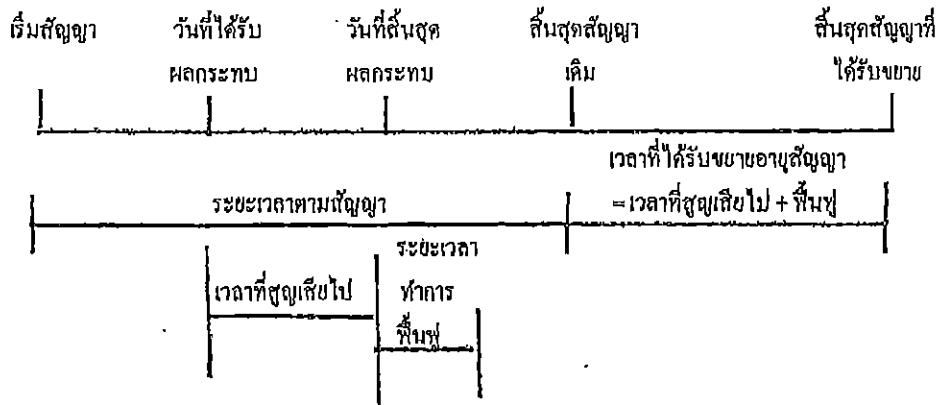 เริ่มสัญญา วันที่ได้รับ วันที่สิ้นสุด สิ้นสุดสัญญา สิ้นสุดสัญญาที่
ผลกระทบ ผลกระทบ เดิม ได้รับขยาย
เวลาที่ได้รับขยายอายุสัญญา
ระยะเวลาตามสัญญา =เวลาที่สูญเสียไป + ฟื้นฟู
ระยะเวลา
เวลาที่สูญเสียไป ทำการ
ฟื้นฟู